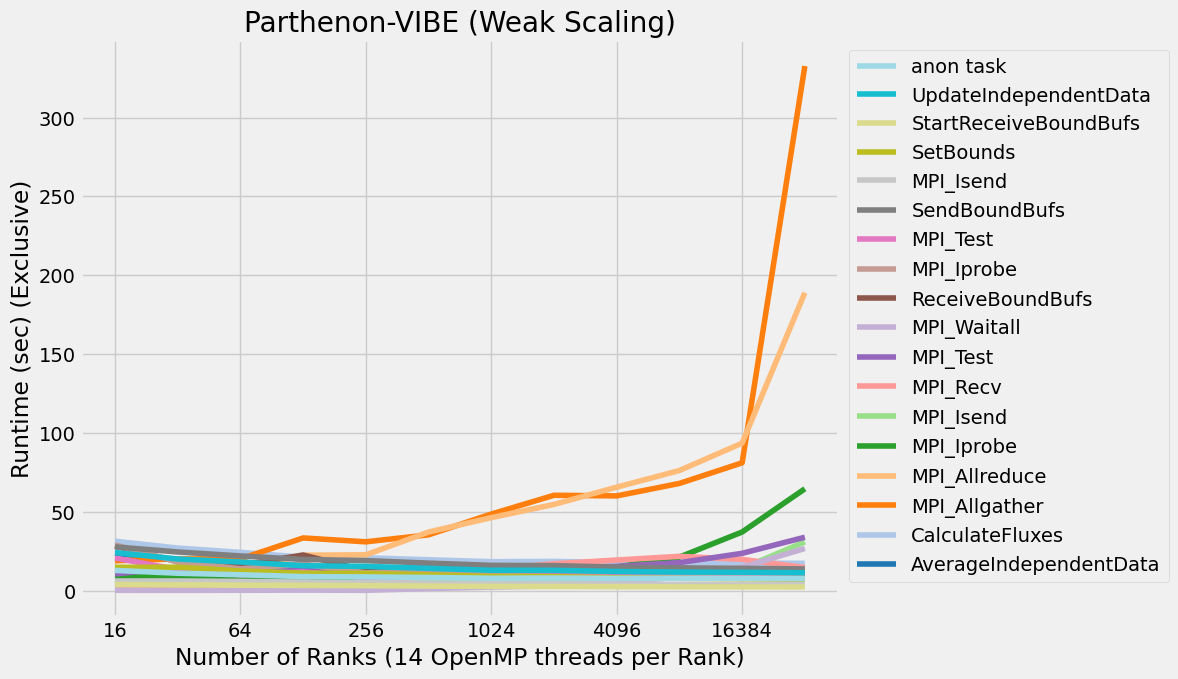 Parthenon-VIBE (Weak Scaling)
Runtime (sec) (Exclusive)
300
250
200
150
100
50
0
16
64
256
1024
4096
16384
Number of Ranks (14 OpenMP threads per Rank)
anon task
UpdateIndependentData
StartReceiveBoundBufs
SetBounds
MPI_Isend
SendBoundBufs
MPI_Test
MPI_Iprobe
ReceiveBoundBufs
MPI_Waitall
MPI_Test
MPI_Recv
MPI_Isend
MPI_Iprobe
MPI_Allreduce
MPI_Allgather
CalculateFluxes
AverageIndependentData